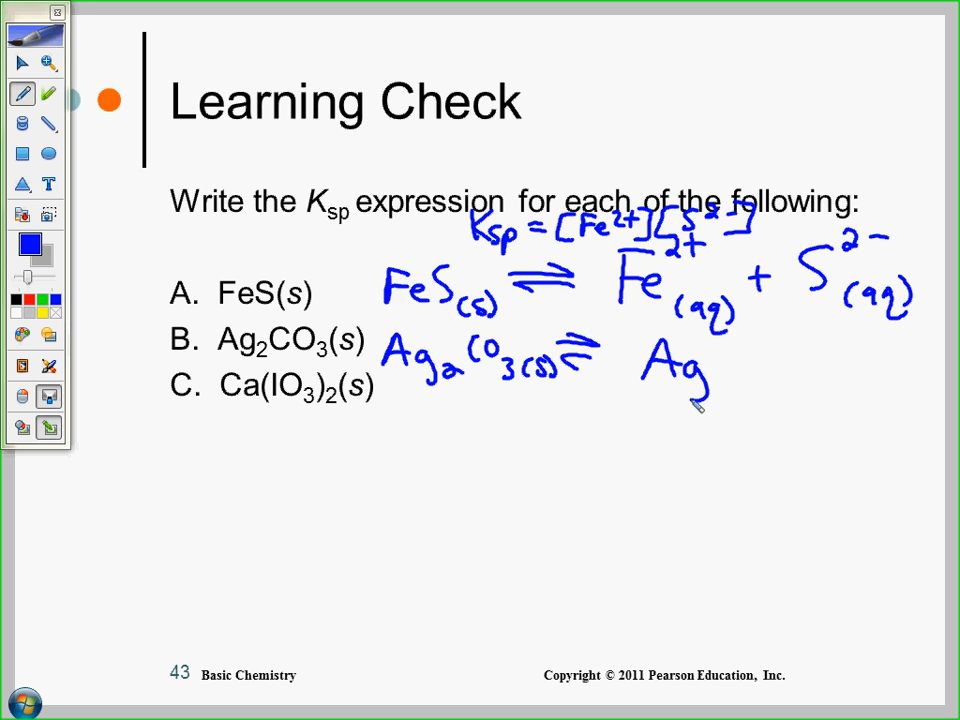 Learning Check
Write the Ksp expression for each of the following:
Ksp = [Fe²⁺][S²⁻]
A. FeS(s) FeS(s) ⇌ Fe²⁺(aq) + S²⁻(aq)
B. Ag₂CO₃(s) Ag₂CO₃(s) ⇌ Ag
C. Ca(IO₃)₂(s)
43 Basic Chemistry Copyright © 2011 Pearson Education, Inc.